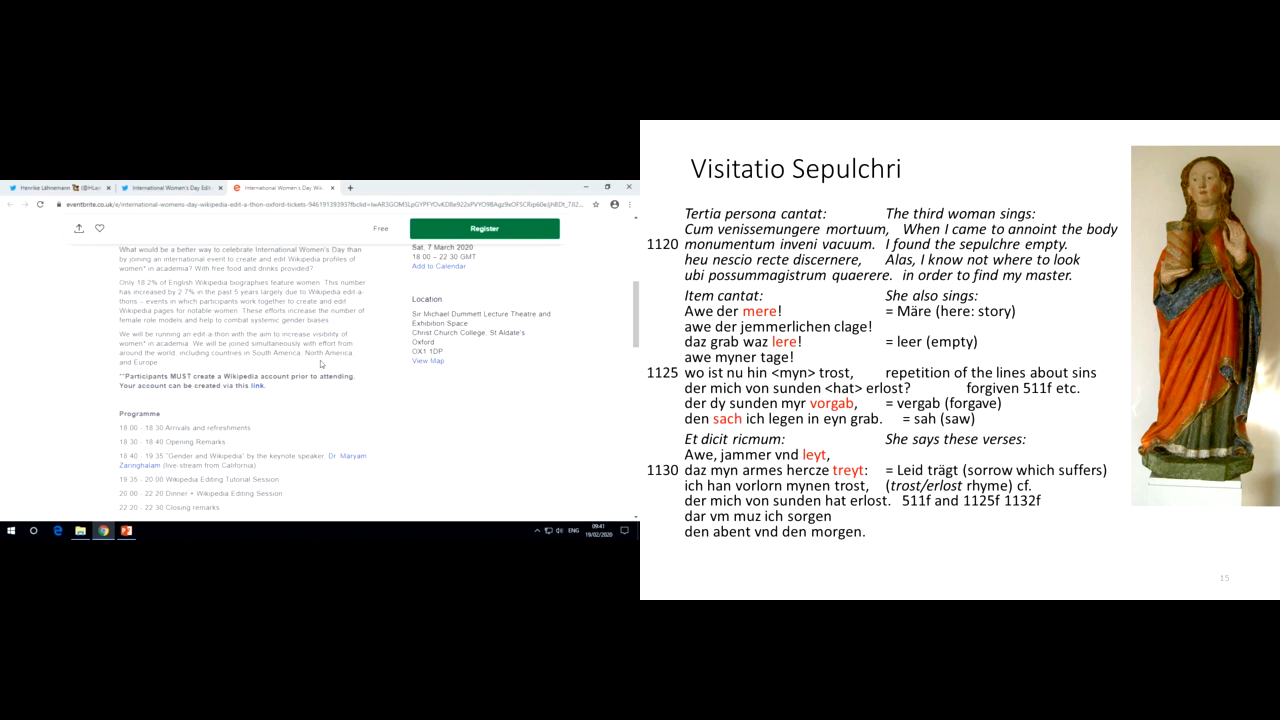 Henrike Lähnemann
International Women's Day Edit
International Women's Day Wik
Free
Register
What would be a better way to celebrate International Women's Day than
by joining an international event to create and edit Wikipedia profiles of
women* in academia? With free food and drinks provided?
Only 18.2% of English Wikipedia biographies feature women. This number
has increased by 2.7% in the past 5 years largely due to Wikipedia edit-a-
thons – events in which participants work together to create and edit
Wikipedia pages for notable women. These efforts increase the number of
female role models and help to combat systemic gender biases.
We will be running an edit-a-thon with the aim to increase visibility of
women* in academia. We will be joined simultaneously with effort from
around the world, including countries in South America, North America
and Europe.
**Participants MUST create a Wikipedia account prior to attending.
Your account can be created via this link.
Programme
18 00 - 18 30 Arrivals and refreshments
18 30 - 18 40 Opening Remarks
18 40 - 19 35 "Gender and Wikipedia" by the keynote speaker, Dr. Maryam
Zaringhalam (live-stream from California)
19 35 - 20 00 Wikipedia Editing Tutorial Session
20 00 - 22 20 Dinner + Wikipedia Editing Session
22 20 - 22 30 Closing remarks
Sat, 7 March 2020
18 00 – 22 30 GMT
Add to Calendar
Location
Sir Michael Dummett Lecture Theatre and
Exhibition Space
Christ Church College, St Aldate's
Oxford
OX1 1DP
View Map
ENG
09:41
19/02/2020
Visitatio Sepulchri
Tertia persona cantat: The third woman sings:
Cum venissemungere mortuum, When I came to annoint the body
1120 monumentum inveni vacuum. I found the sepulchre empty.
heu nescio recte discernere, Alas, I know not where to look
ubi possummagistrum quaerere. in order to find my master.
Item cantat: She also sings:
Awe der mere! = Märe (here: story)
awe der jemmerlichen clage!
daz grab waz lere! = leer (empty)
awe myner tage!
1125 wo ist nu hin <myn> trost, repetition of the lines about sins
der mich von sunden <hat> erlost? forgiven 511f etc.
der dy sunden myr vorgab, = vergab (forgave)
den sach ich legen in eyn grab. = sah (saw)
Et dicit ricmum: She says these verses:
Awe, jammer vnd leyt,
1130 daz myn armes hercze treyt: = Leid trägt (sorrow which suffers)
ich han vorlorn mynen trost, (trost/erlost rhyme) cf.
der mich von sunden hat erlost. 511f and 1125f 1132f
dar vm muz ich sorgen
den abent vnd den morgen.
15